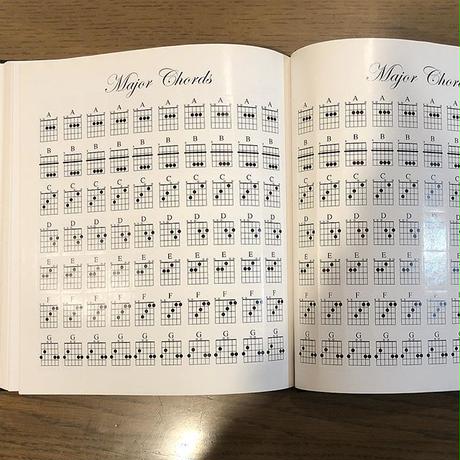 Major Chords
A A A A A A A A A A
B B B B B B B B B B
C C C C C C C C C C
D D D D D D D D D D
E E E E E E E E E E
F F F F F F F F F F
G G G G G G G G G G
Major Chor
A A A A A A
B B B B B B
C C C C C C
D D D D D D
E E E E E E
F F F F F F
G G G G G G